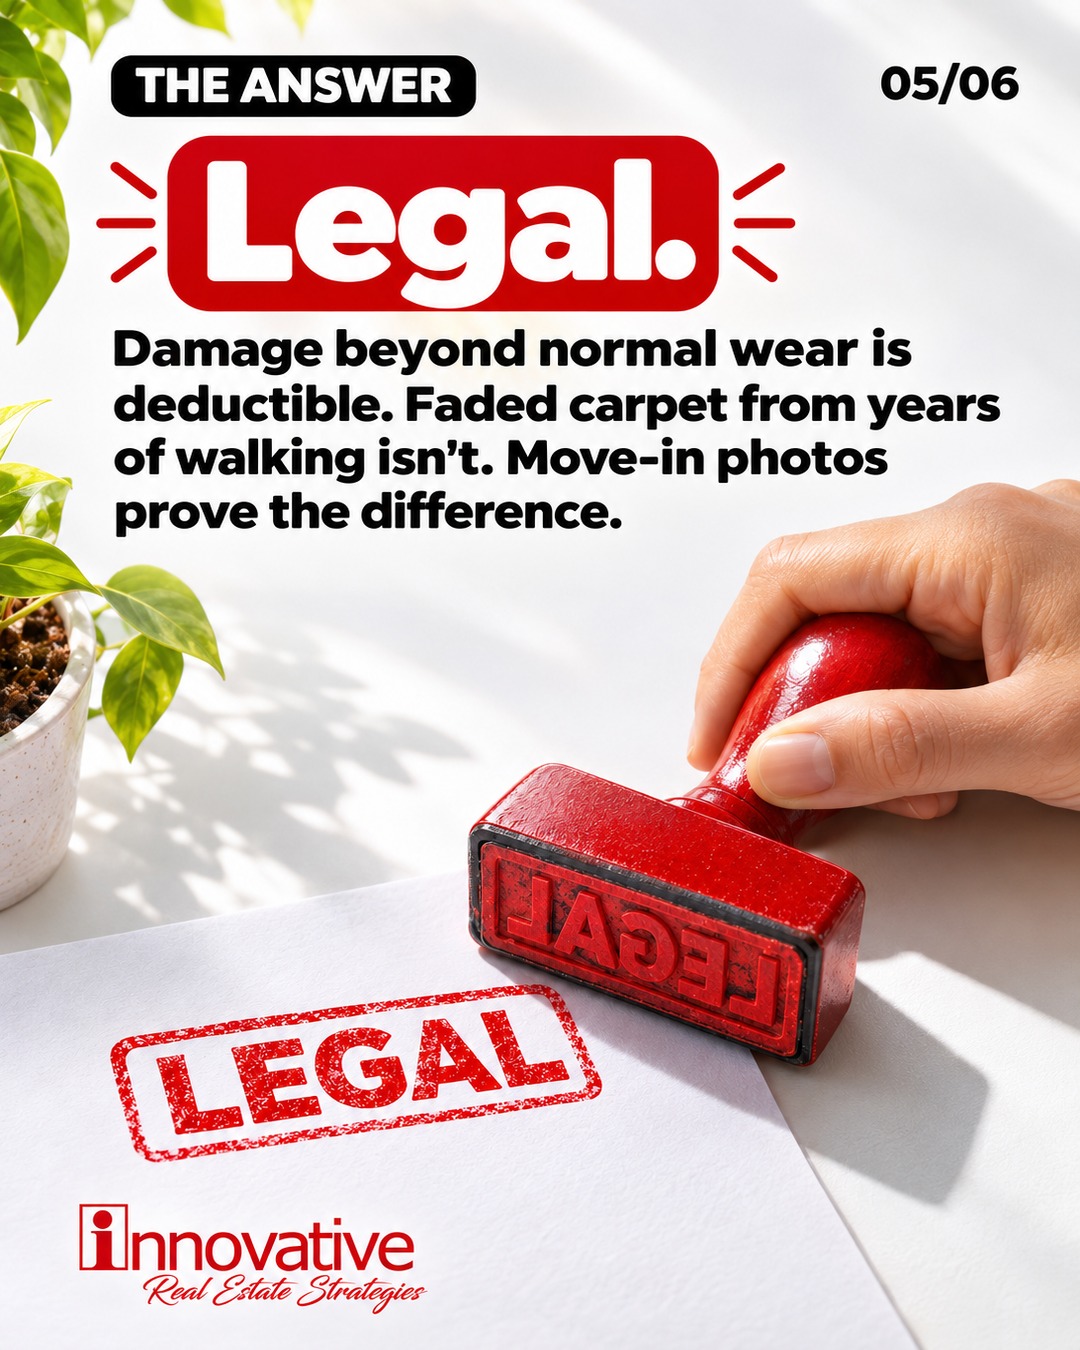 THE ANSWER
05/06
Legal.
Damage beyond normal wear is
deductible. Faded carpet from years
of walking isn't. Move-in photos
prove the difference.
LEGAL
LEGAL
innovative
Real Estate Strategies